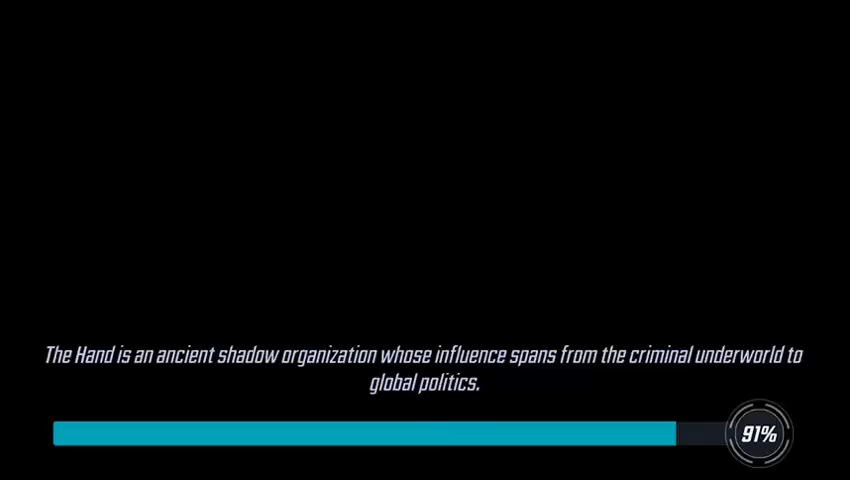 The Hand is an ancient shadow organization whose influence spans from the criminal underworld to
global politics.
91%